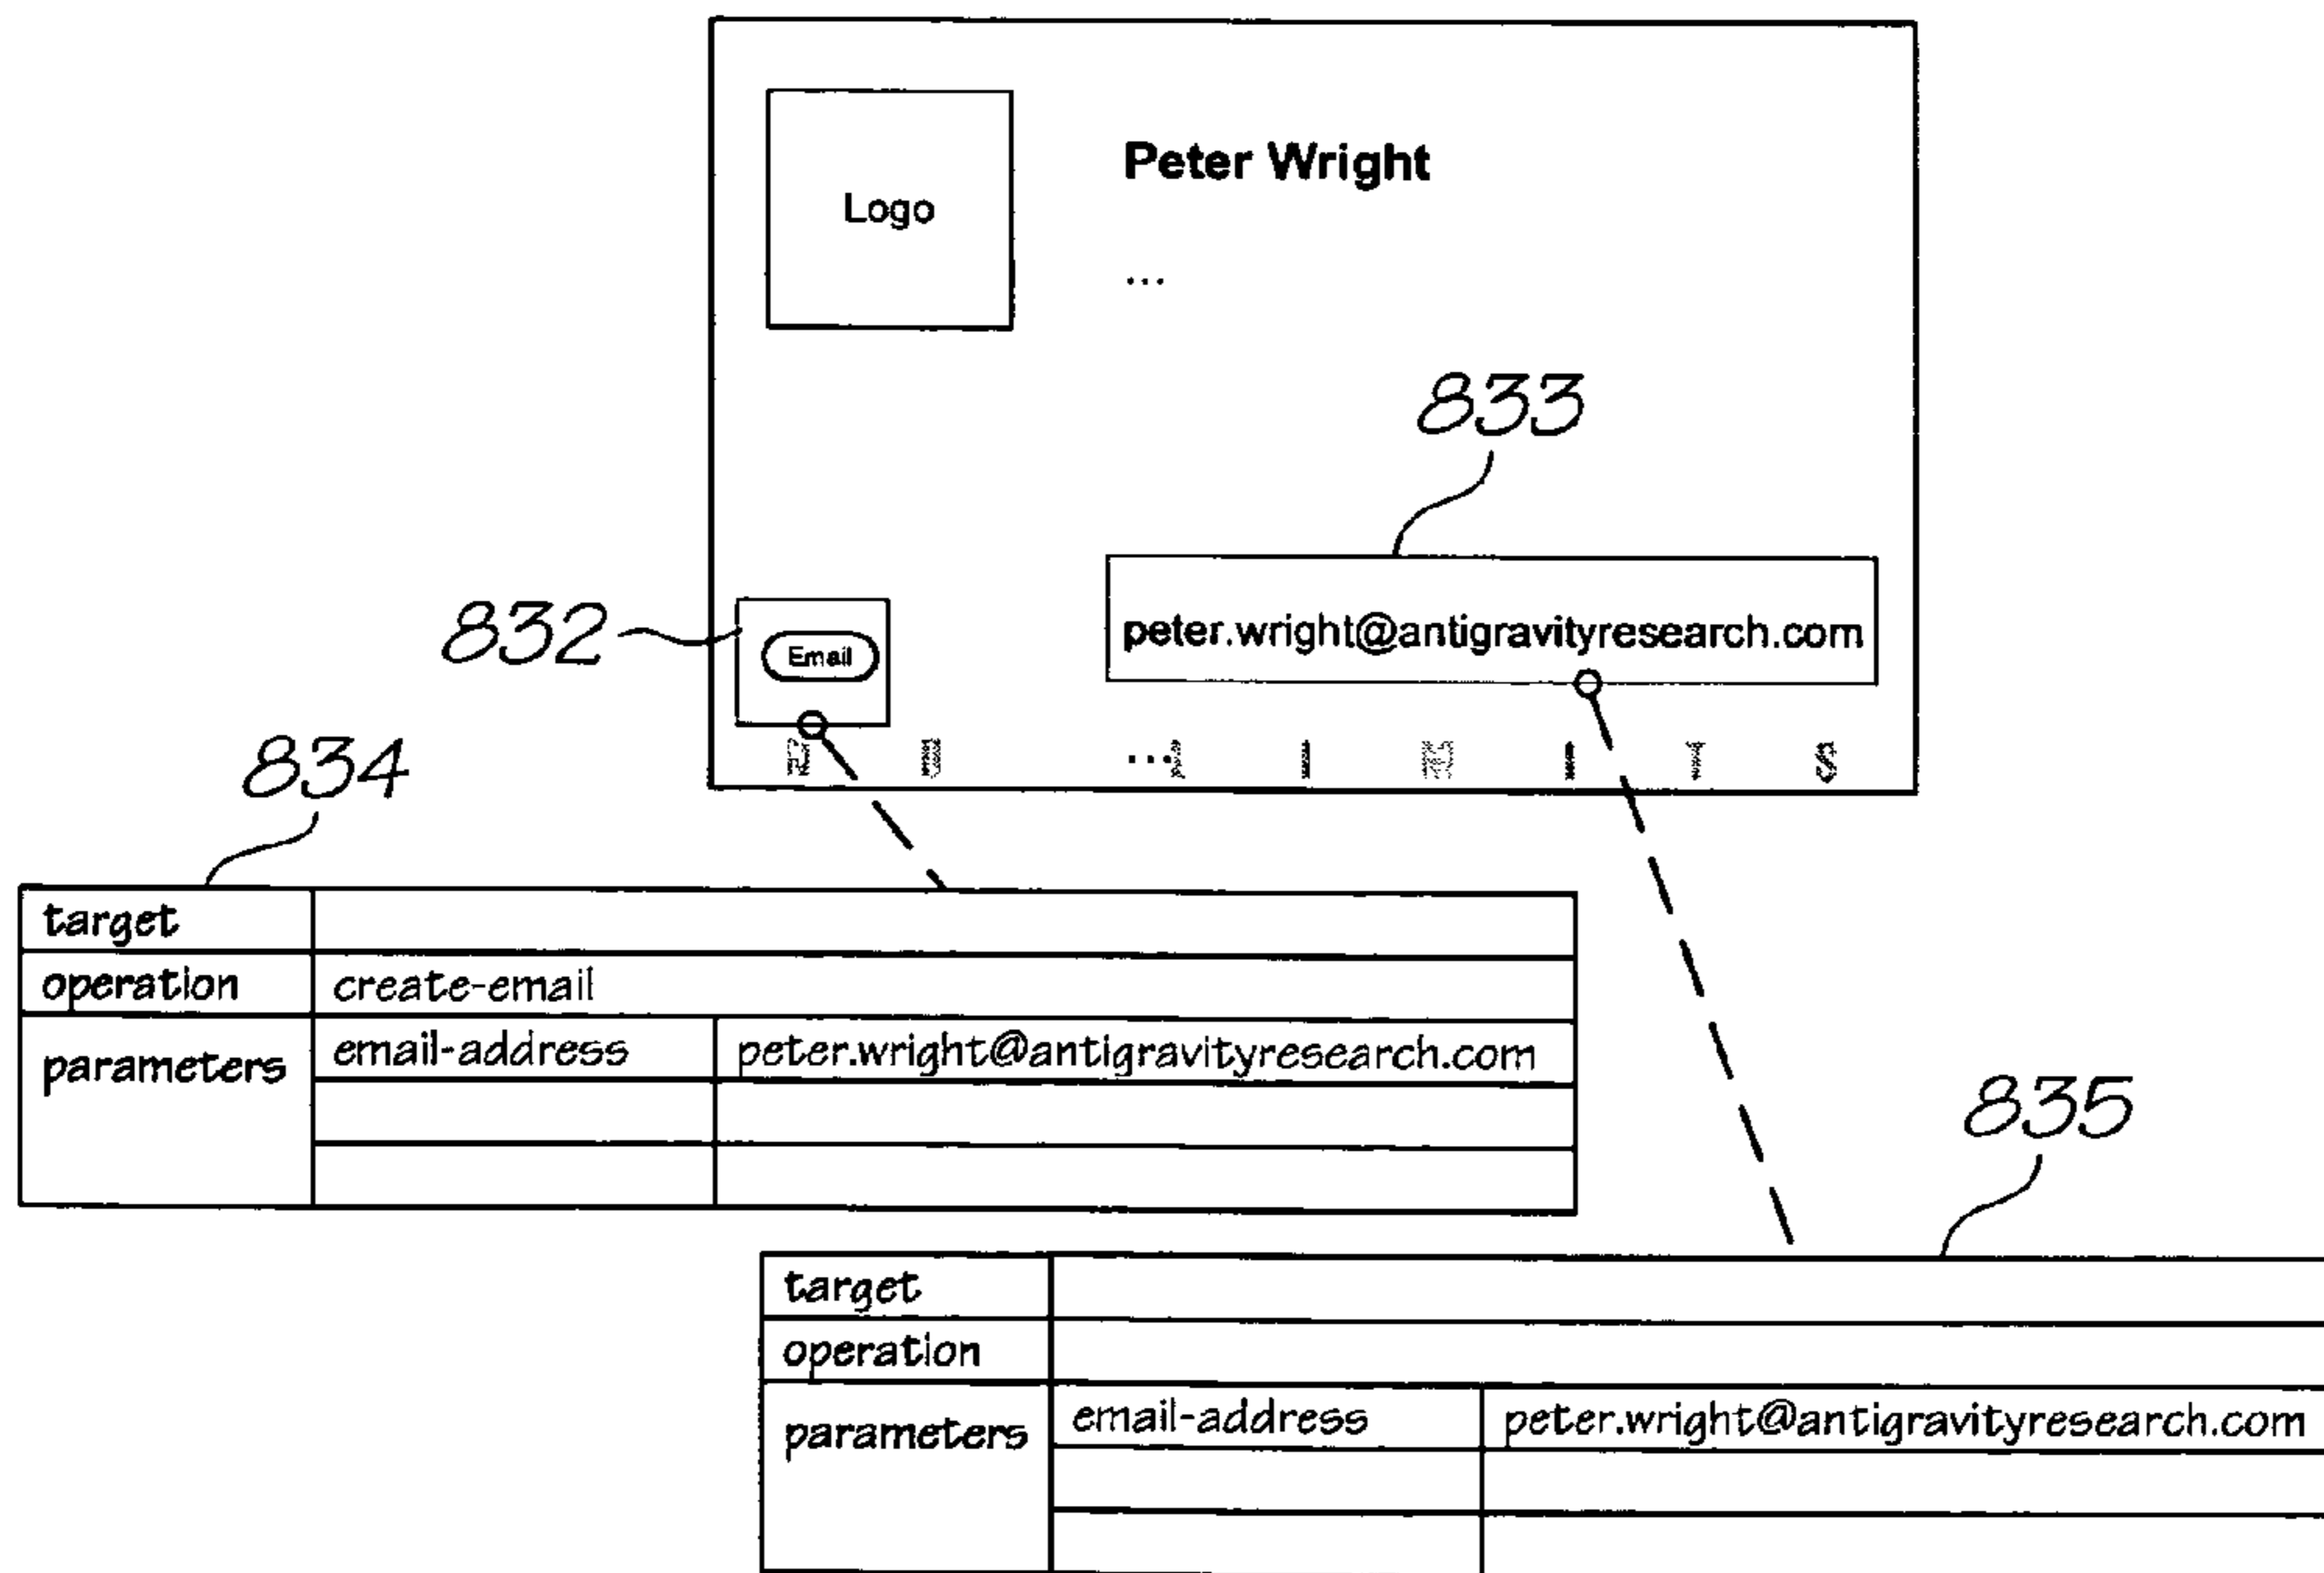 Peter Wright
Logo
...
833
832
Email
peter.wright@antigravityresearch.com
...
834
target
operation create-email
parameters email-address peter.wright@antigravityresearch.com
835
target
operation
parameters email-address peter.wright@antigravityresearch.com